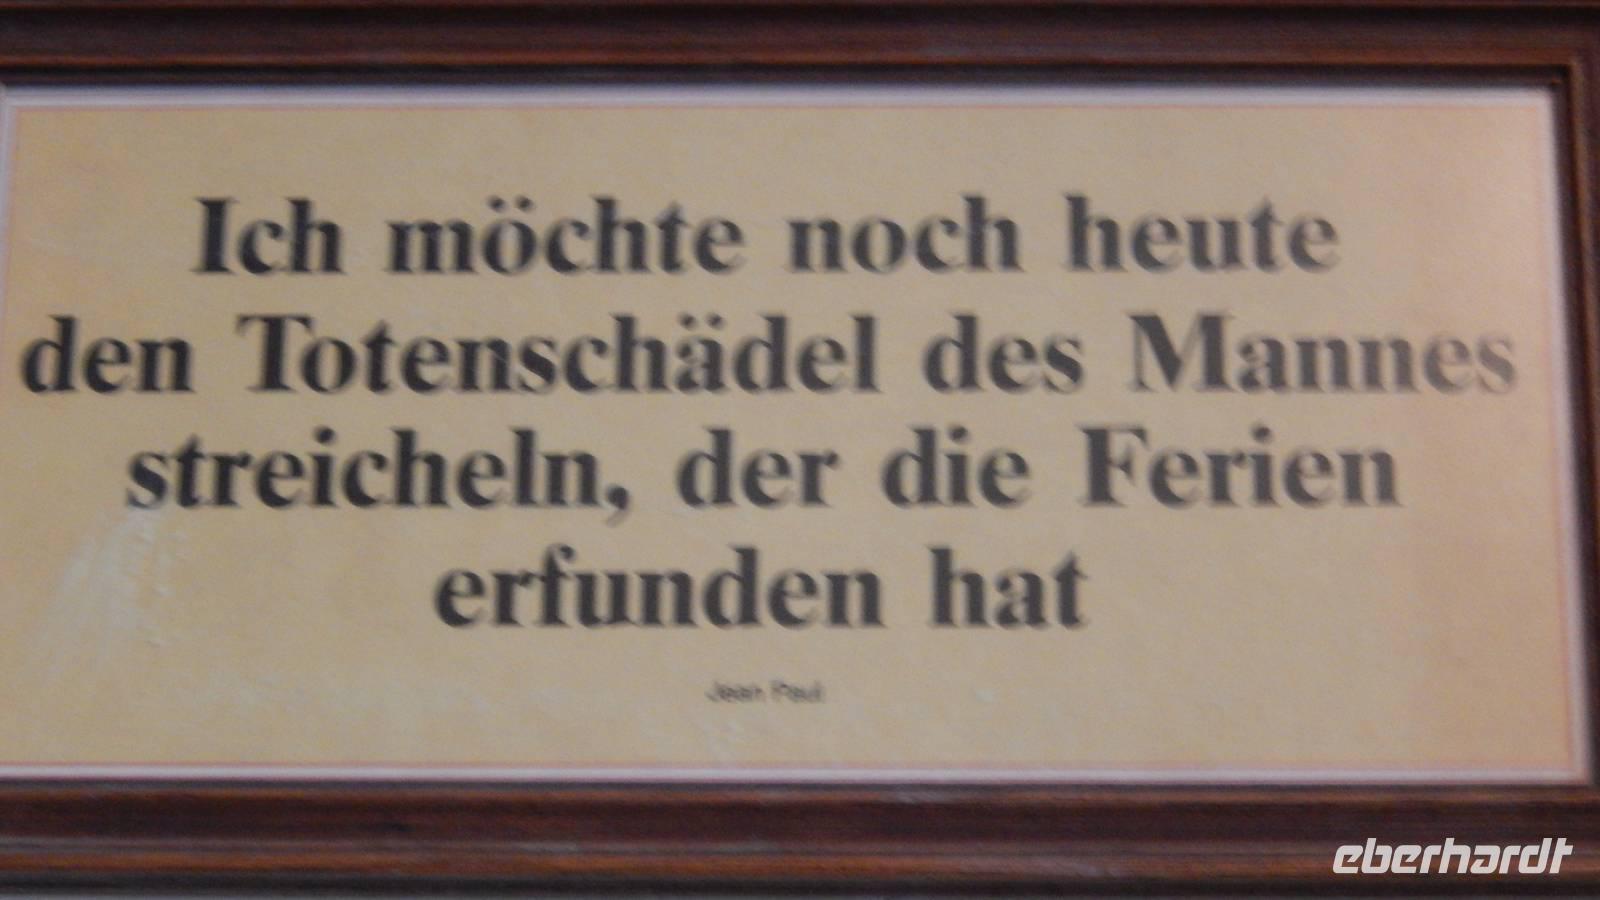 Ich möchte noch heute
den Totenschädel des Mannes
streicheln, der die Ferien
erfunden hat
Jean Paul
eberhardt